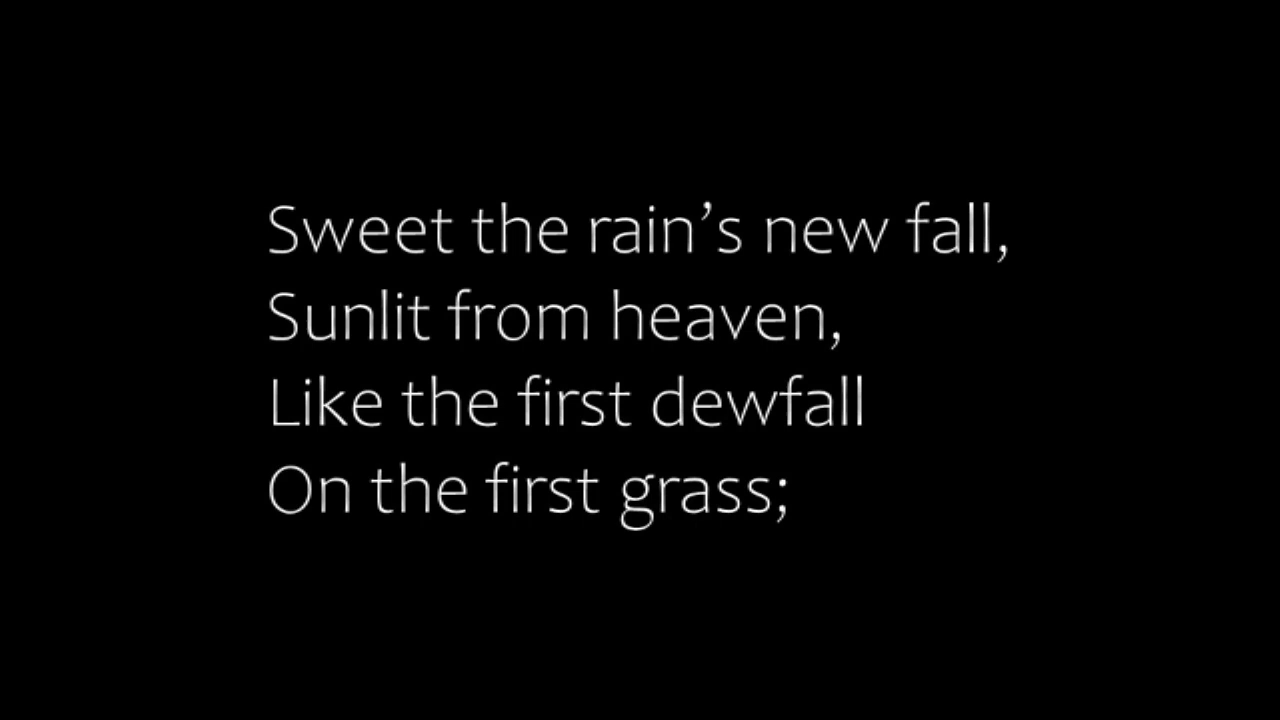 Sweet the rain’s new fall,
Sunlit from heaven,
Like the first dewfall
On the first grass;